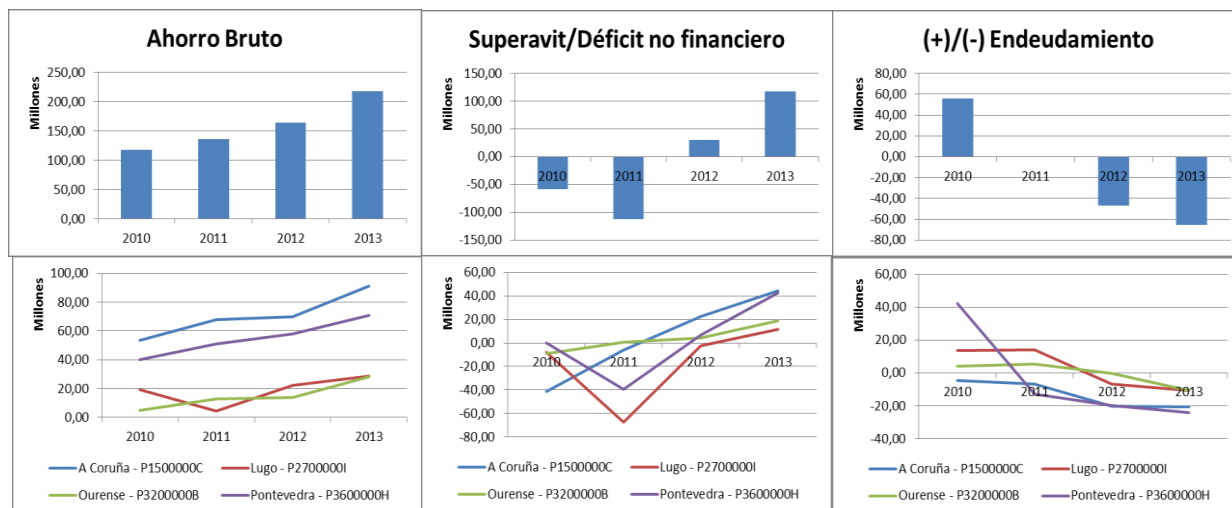 Ahorro Bruto
Millones
250,00
200,00
150,00
100,00
50,00
0,00
2010 2011 2012 2013
Superavit/Déficit no financiero
Millones
150,00
100,00
50,00
0,00
-50,00
-100,00
-150,00
2010 2011 2012 2013
(+)/(-) Endeudamiento
Millones
80,00
60,00
40,00
20,00
0,00
-20,00
-40,00
-60,00
-80,00
2010 2011 2012 2013
Millones
100,00
80,00
60,00
40,00
20,00
0,00
2010 2011 2012 2013
A Coruña - P1500000C Lugo - P2700000I
Ourense - P3200000B Pontevedra - P3600000H
Millones
60,00
40,00
20,00
0,00
-20,00
-40,00
-60,00
-80,00
2010 2011 2012 2013
A Coruña - P1500000C Lugo - P2700000I
Ourense - P3200000B Pontevedra - P3600000H
Millones
60,00
40,00
20,00
0,00
-20,00
-40,00
2010 2011 2012 2013
A Coruña - P1500000C Lugo - P2700000I
Ourense - P3200000B Pontevedra - P3600000H